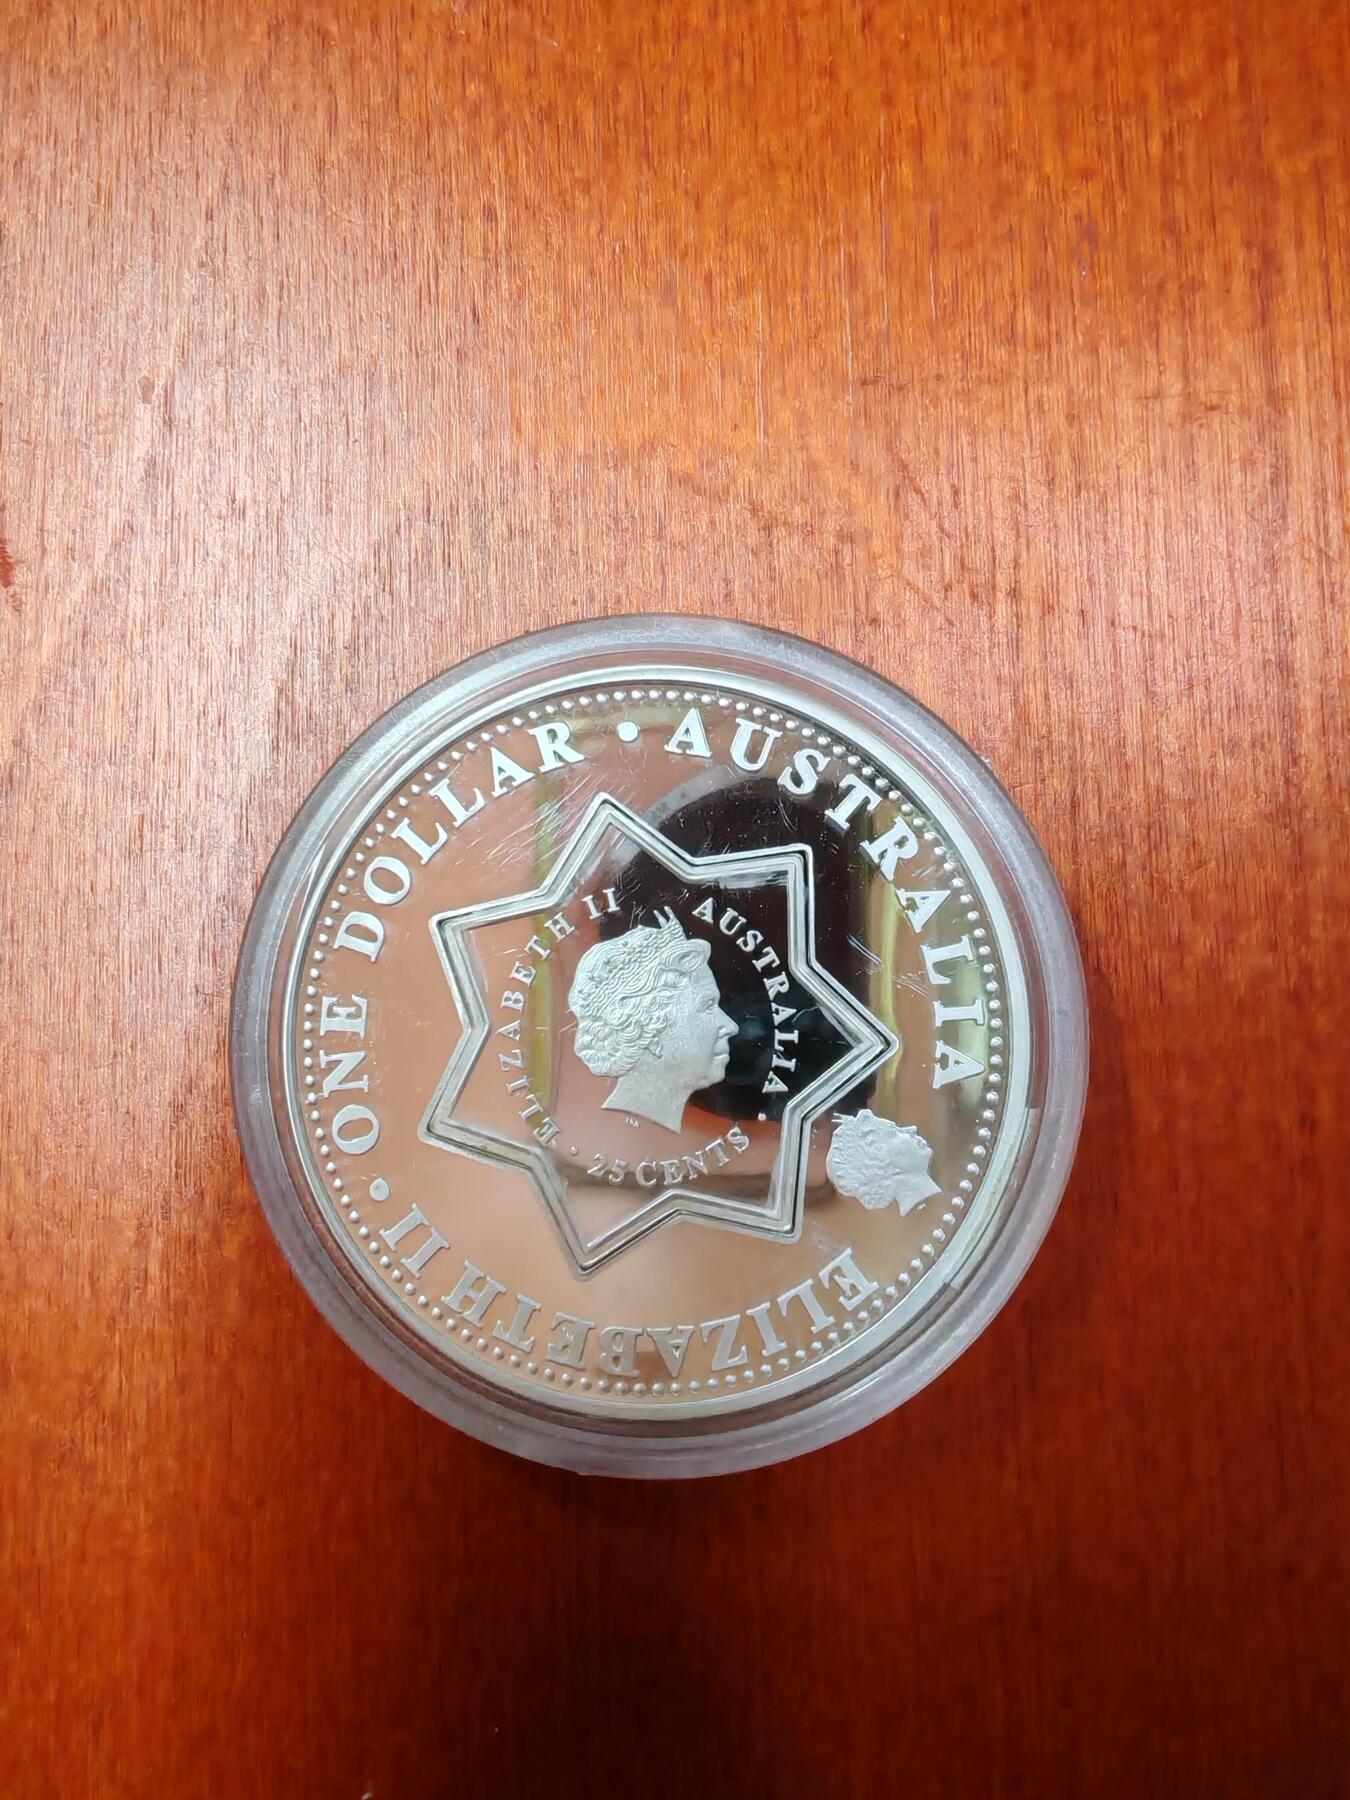 ELIZABETH II • ONE DOLLAR • AUSTRALIA
ELIZABETH II
AUSTRALIA •
• 25 CENTS